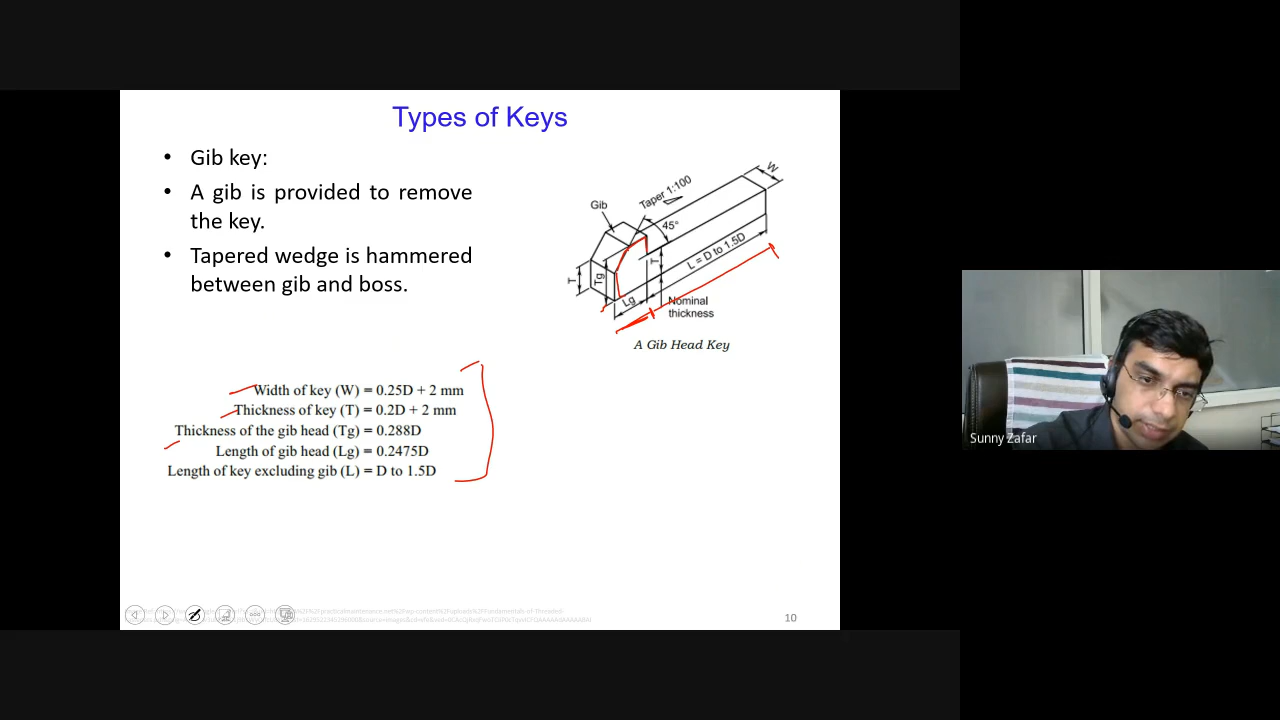 Types of Keys
• Gib key:
• A gib is provided to remove
the key.
• Tapered wedge is hammered
between gib and boss.
Gib
Taper 1:100
W
45°
T
Tg
T
L = D to 1.5D
Lg
Nominal
thickness
A Gib Head Key
Width of key (W) = 0.25D + 2 mm
Thickness of key (T) = 0.2D + 2 mm
Thickness of the gib head (Tg) = 0.288D
Length of gib head (Lg) = 0.2475D
Length of key excluding gib (L) = D to 1.5D
10
Sunny Zafar